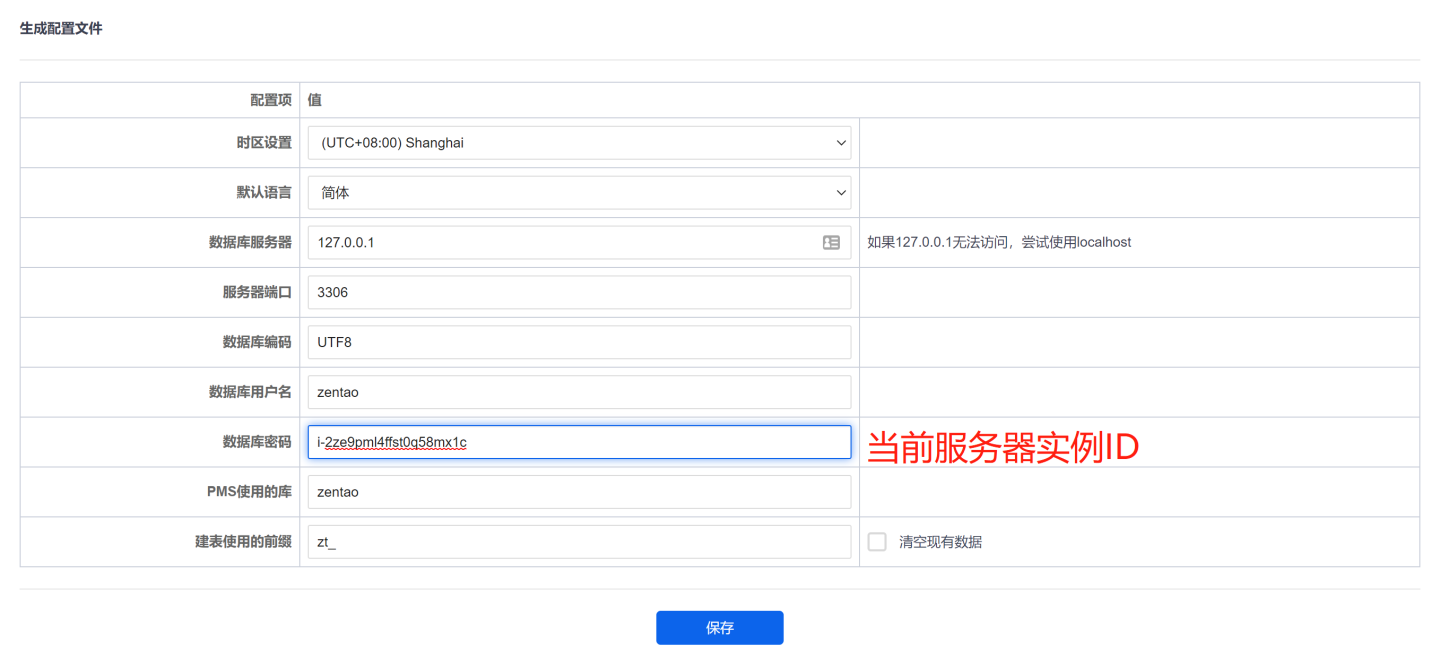 生成配置文件
配置项 值
时区设置 (UTC+08:00) Shanghai
默认语言 简体
数据库服务器 127.0.0.1 如果127.0.0.1无法访问，尝试使用localhost
服务器端口 3306
数据库编码 UTF8
数据库用户名 zentao
数据库密码 i-2ze9pml4ffst0q58mx1c 当前服务器实例ID
PMS使用的库 zentao
建表使用的前缀 zt_ 清空现有数据
保存